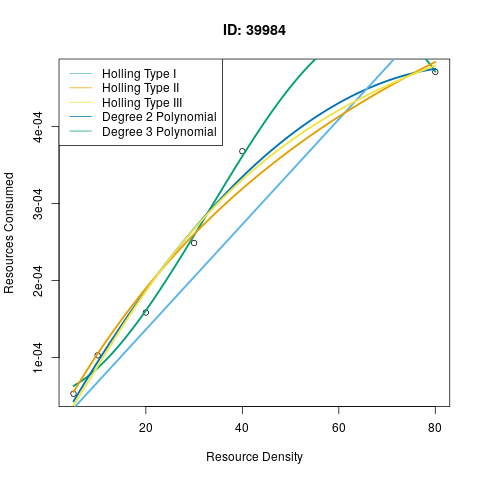 ID: 39984
Holling Type I
Holling Type II
Holling Type III
Degree 2 Polynomial
Degree 3 Polynomial
Resources Consumed
4e-04
3e-04
2e-04
1e-04
20
40
60
80
Resource Density